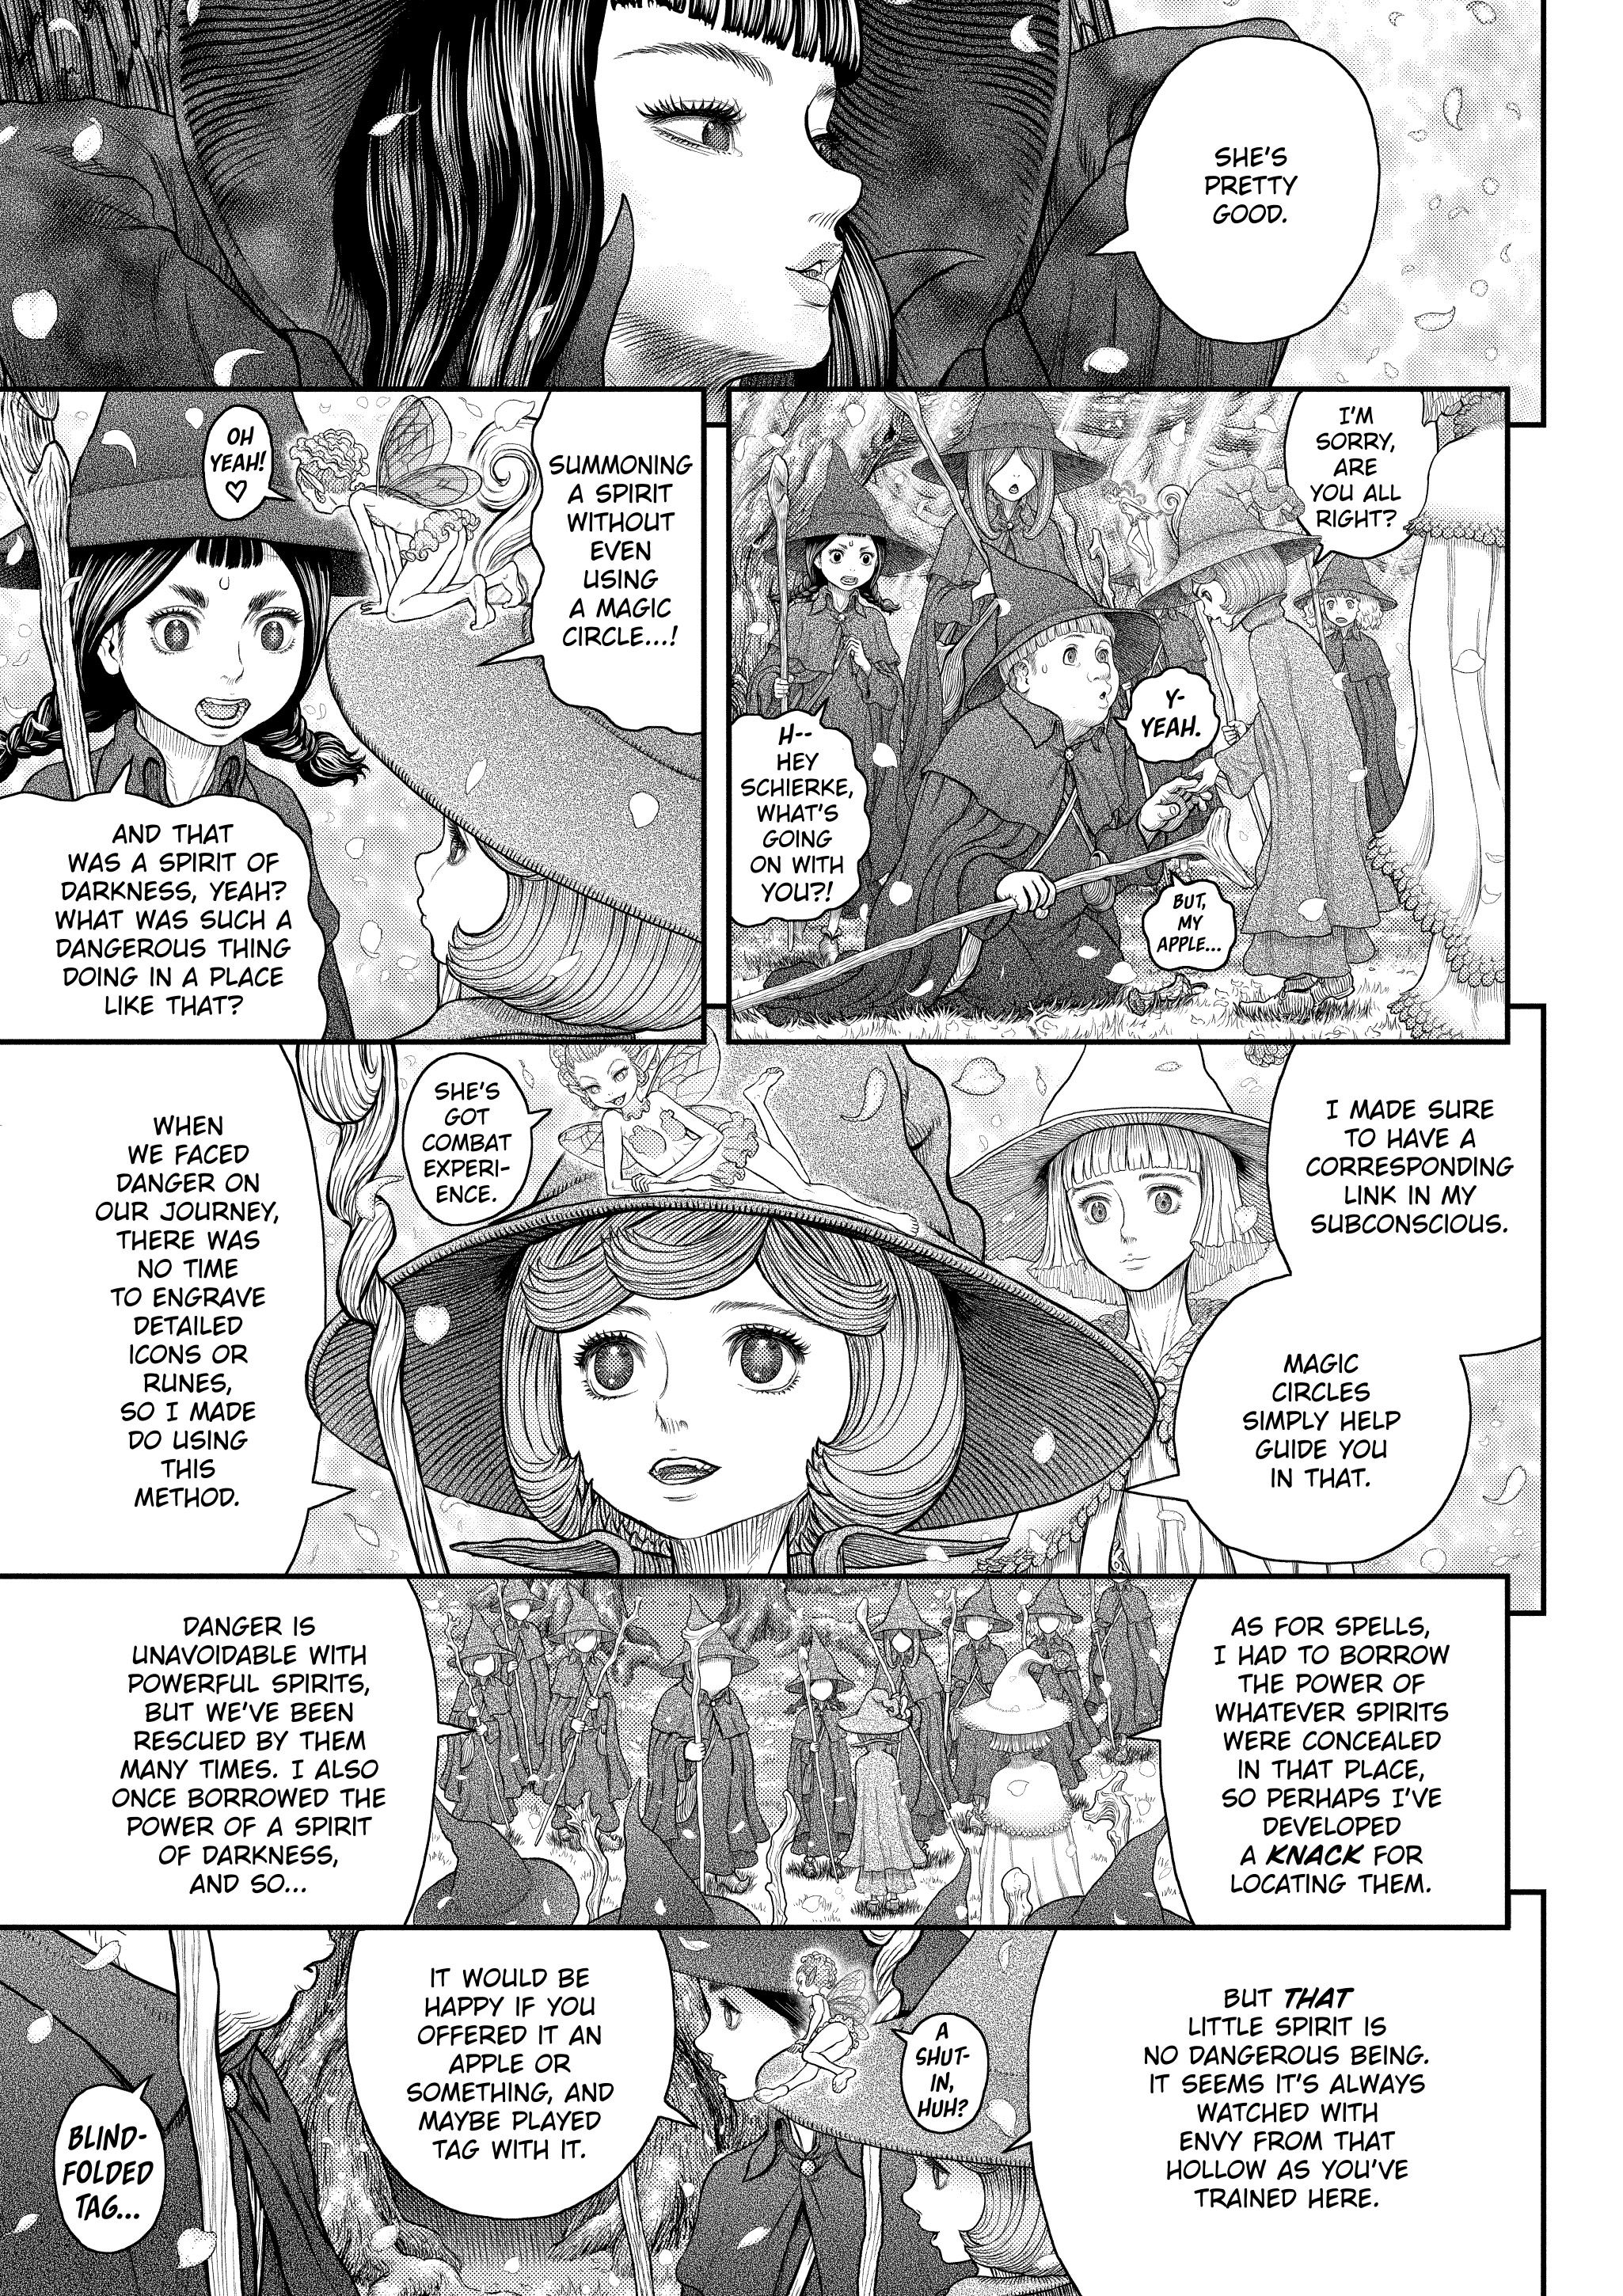 SHE'S
PRETTY
GOOD.
I'M
SORRY,
ARE
YOU ALL
RIGHT?
Y-
YEAH.
BUT,
MY
APPLE...
H--
HEY
SCHIERKE,
WHAT'S
GOING
ON WITH
YOU?!
SUMMONING
A SPIRIT
WITHOUT
EVEN
USING
A MAGIC
CIRCLE...!
OH
YEAH!
♡
AND THAT
WAS A SPIRIT OF
DARKNESS, YEAH?
WHAT WAS SUCH A
DANGEROUS THING
DOING IN A PLACE
LIKE THAT?
I MADE SURE
TO HAVE A
CORRESPONDING
LINK IN MY
SUBCONSCIOUS.
MAGIC
CIRCLES
SIMPLY HELP
GUIDE YOU
IN THAT.
SHE'S
GOT
COMBAT
EXPERI-
ENCE.
WHEN
WE FACED
DANGER ON
OUR JOURNEY,
THERE WAS
NO TIME
TO ENGRAVE
DETAILED
ICONS OR
RUNES,
SO I MADE
DO USING
THIS
METHOD.
AS FOR SPELLS,
I HAD TO BORROW
THE POWER OF
WHATEVER SPIRITS
WERE CONCEALED
IN THAT PLACE,
SO PERHAPS I'VE
DEVELOPED
A KNACK FOR
LOCATING THEM.
DANGER IS
UNAVOIDABLE WITH
POWERFUL SPIRITS,
BUT WE'VE BEEN
RESCUED BY THEM
MANY TIMES. I ALSO
ONCE BORROWED THE
POWER OF A SPIRIT
OF DARKNESS,
AND SO...
BUT THAT
LITTLE SPIRIT IS
NO DANGEROUS BEING.
IT SEEMS IT'S ALWAYS
WATCHED WITH
ENVY FROM THAT
HOLLOW AS YOU'VE
TRAINED HERE.
A
SHUT-
IN,
HUH?
IT WOULD BE
HAPPY IF YOU
OFFERED IT AN
APPLE OR
SOMETHING, AND
MAYBE PLAYED
TAG WITH IT.
BLIND-
FOLDED
TAG...